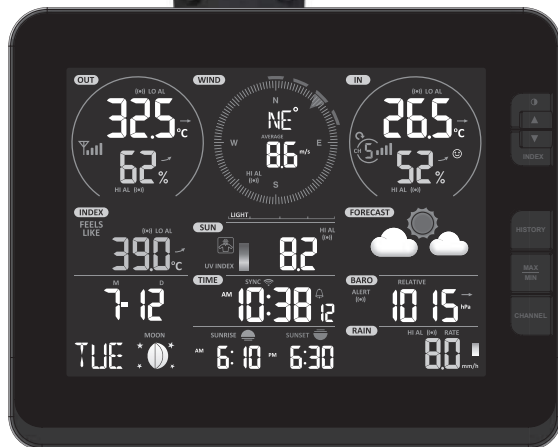 OUT
((•)) LO AL
32.5 °C
62 %
HI AL ((•))
WIND
N
W
E
S
NE°
AVERAGE
8.6 m/s
HI AL
((•))
IN
((•)) LO AL
26.5 °C
CH 5
52 %
HI AL ((•))
INDEX
FEELS
LIKE
((•)) LO AL
39.0 °C
LIGHT
SUN
HI AL
((•))
UV INDEX
8.2
FORECAST
M D
7-12
TIME
SYNC
AM 10:38 12
BARO
RELATIVE
ALERT
((•))
1015 hPa
MOON
TUE
SUNRISE
AM 6:10
SUNSET
PM 6:30
RAIN
HI AL ((•)) RATE
8.0 mm/h
INDEX
HISTORY
MAX
MIN
CHANNEL